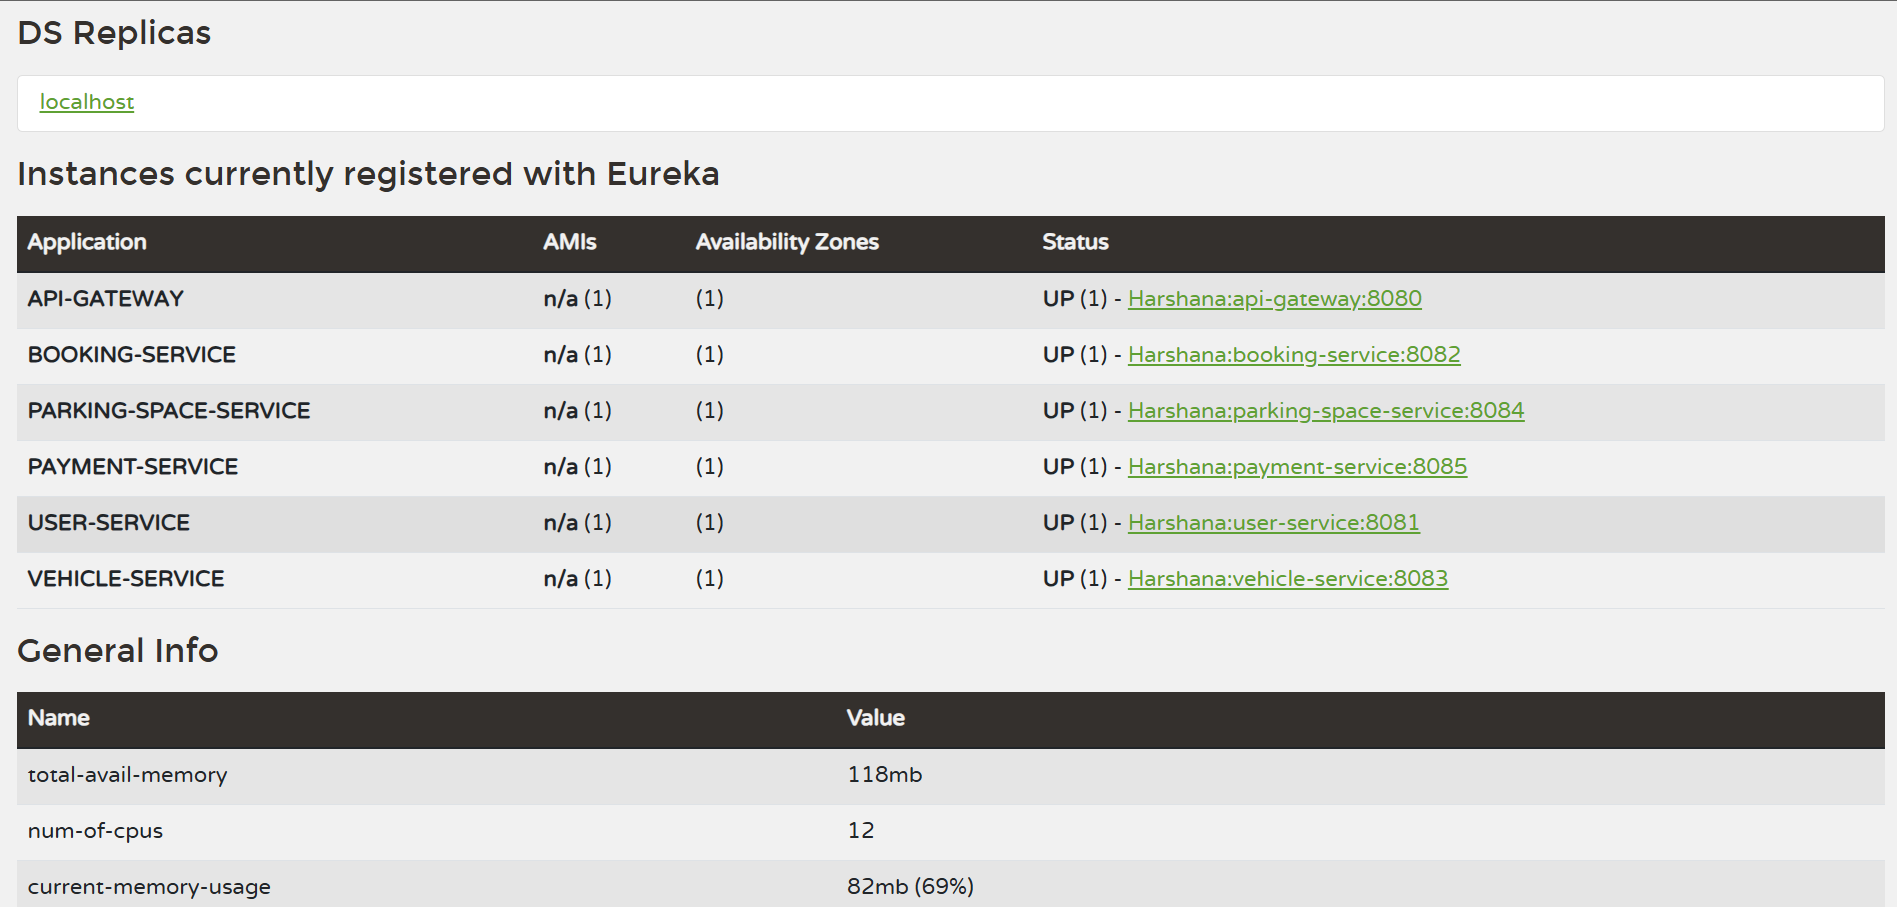 DS Replicas
localhost
Instances currently registered with Eureka
Application AMIs Availability Zones Status
API-GATEWAY n/a (1) (1) UP (1) - Harshana:api-gateway:8080
BOOKING-SERVICE n/a (1) (1) UP (1) - Harshana:booking-service:8082
PARKING-SPACE-SERVICE n/a (1) (1) UP (1) - Harshana:parking-space-service:8084
PAYMENT-SERVICE n/a (1) (1) UP (1) - Harshana:payment-service:8085
USER-SERVICE n/a (1) (1) UP (1) - Harshana:user-service:8081
VEHICLE-SERVICE n/a (1) (1) UP (1) - Harshana:vehicle-service:8083
General Info
Name Value
total-avail-memory 118mb
num-of-cpus 12
current-memory-usage 82mb (69%)